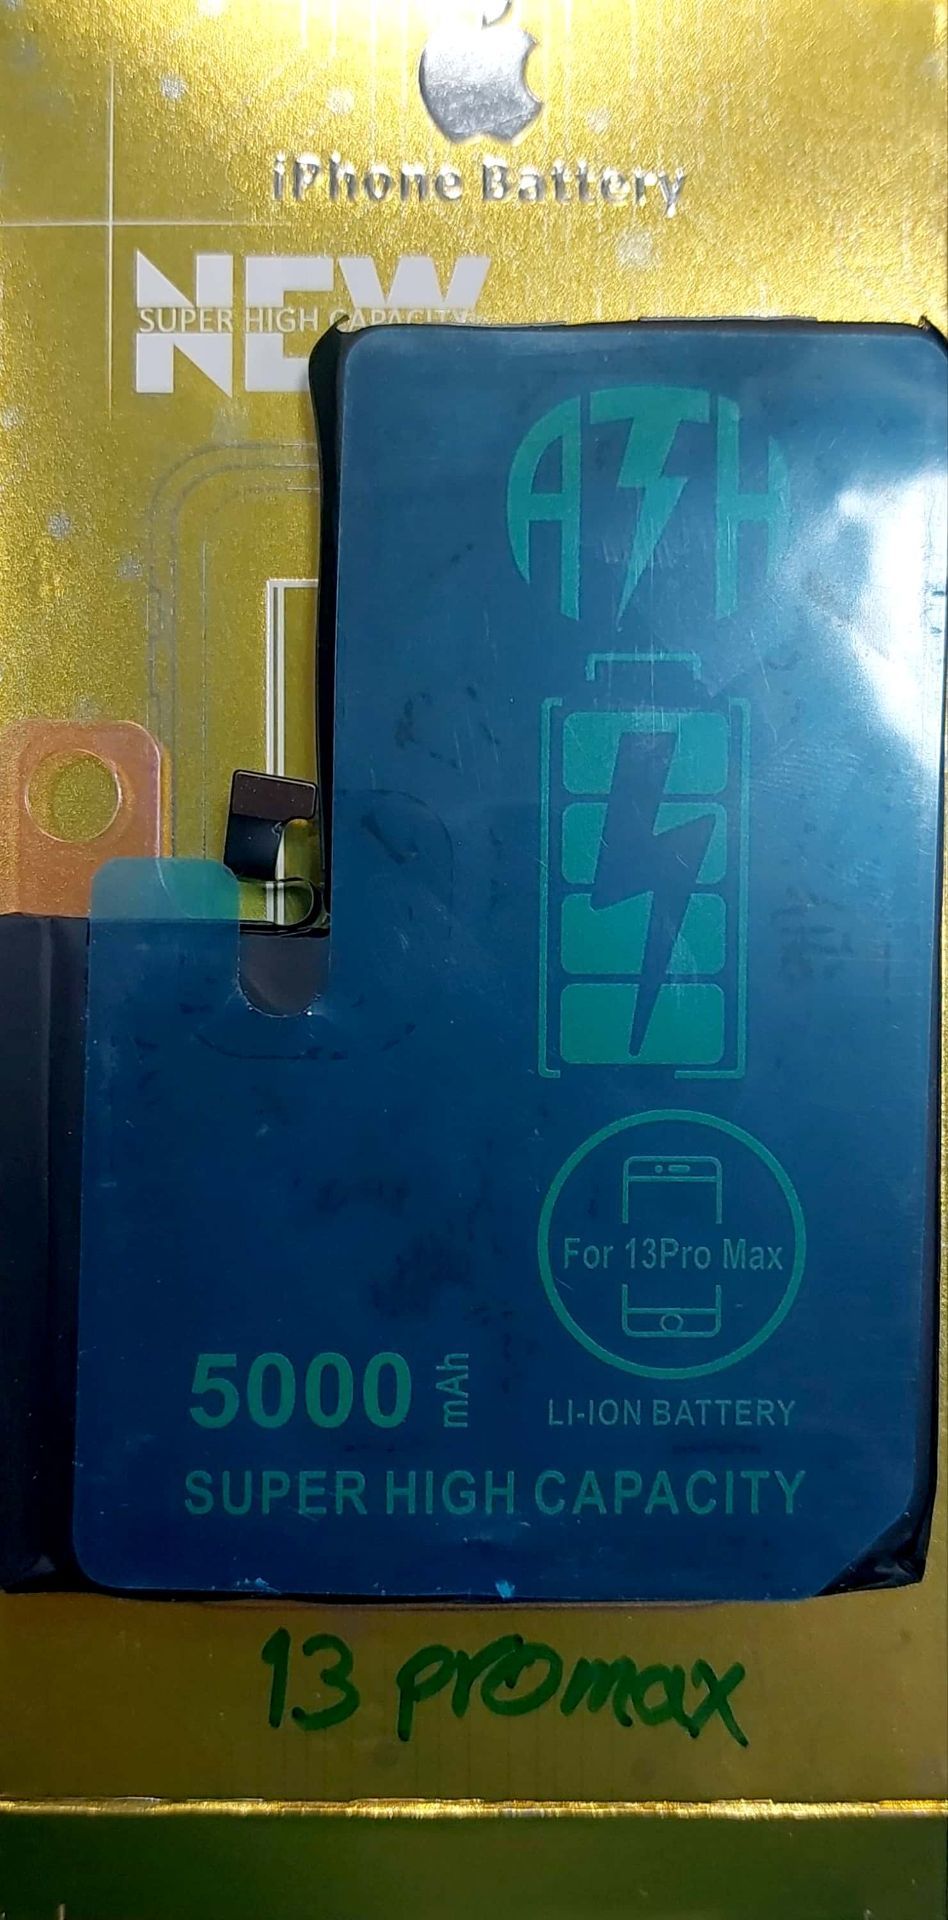 iPhone Battery
NEW
SUPER HIGH CAPACITY
ATH
For 13Pro Max
5000 mAh
LI-ION BATTERY
SUPER HIGH CAPACITY
13 promax